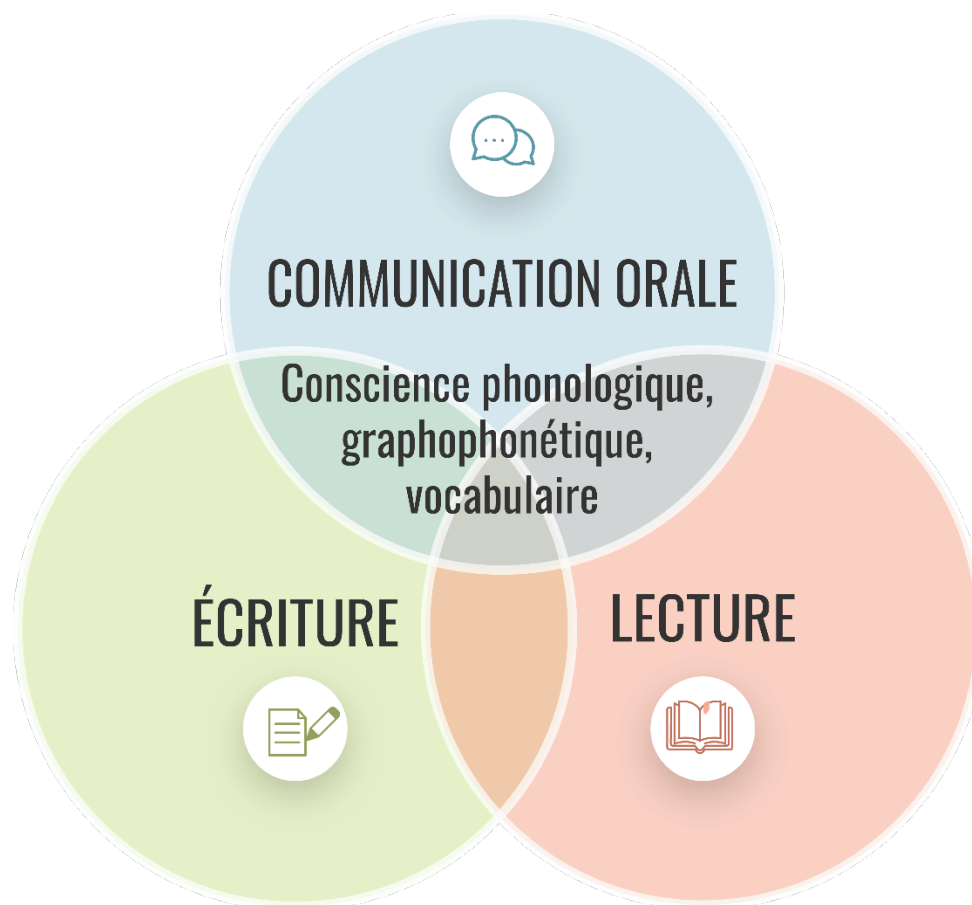 COMMUNICATION ORALE
Conscience phonologique,
graphophonétique,
vocabulaire
ÉCRITURE
LECTURE